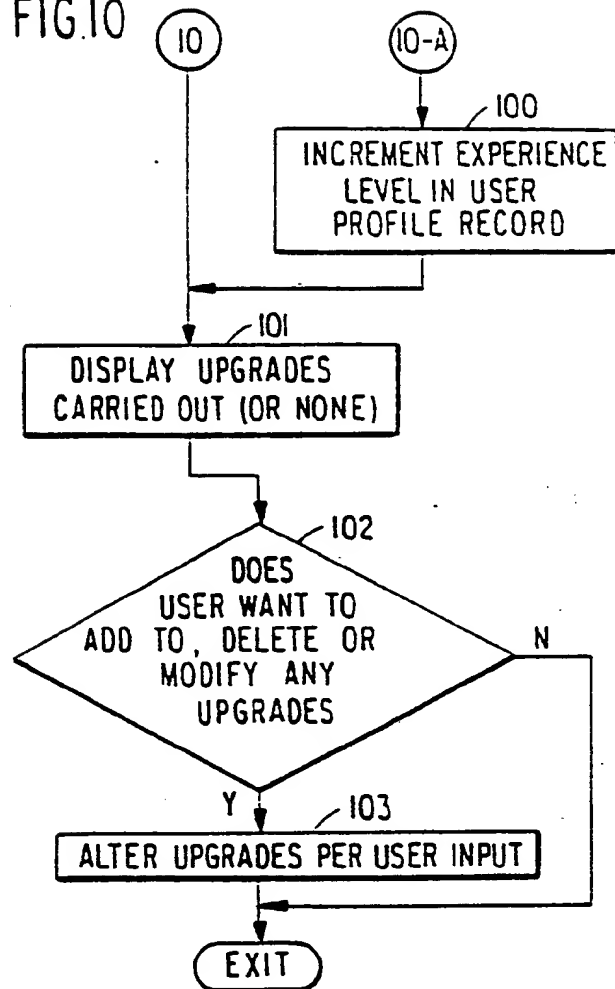 FIG.10
10
10-A
100
INCREMENT EXPERIENCE
LEVEL IN USER
PROFILE RECORD
101
DISPLAY UPGRADES
CARRIED OUT (OR NONE)
102
DOES
USER WANT TO
ADD TO, DELETE OR
MODIFY ANY
UPGRADES
N
Y
103
ALTER UPGRADES PER USER INPUT
EXIT